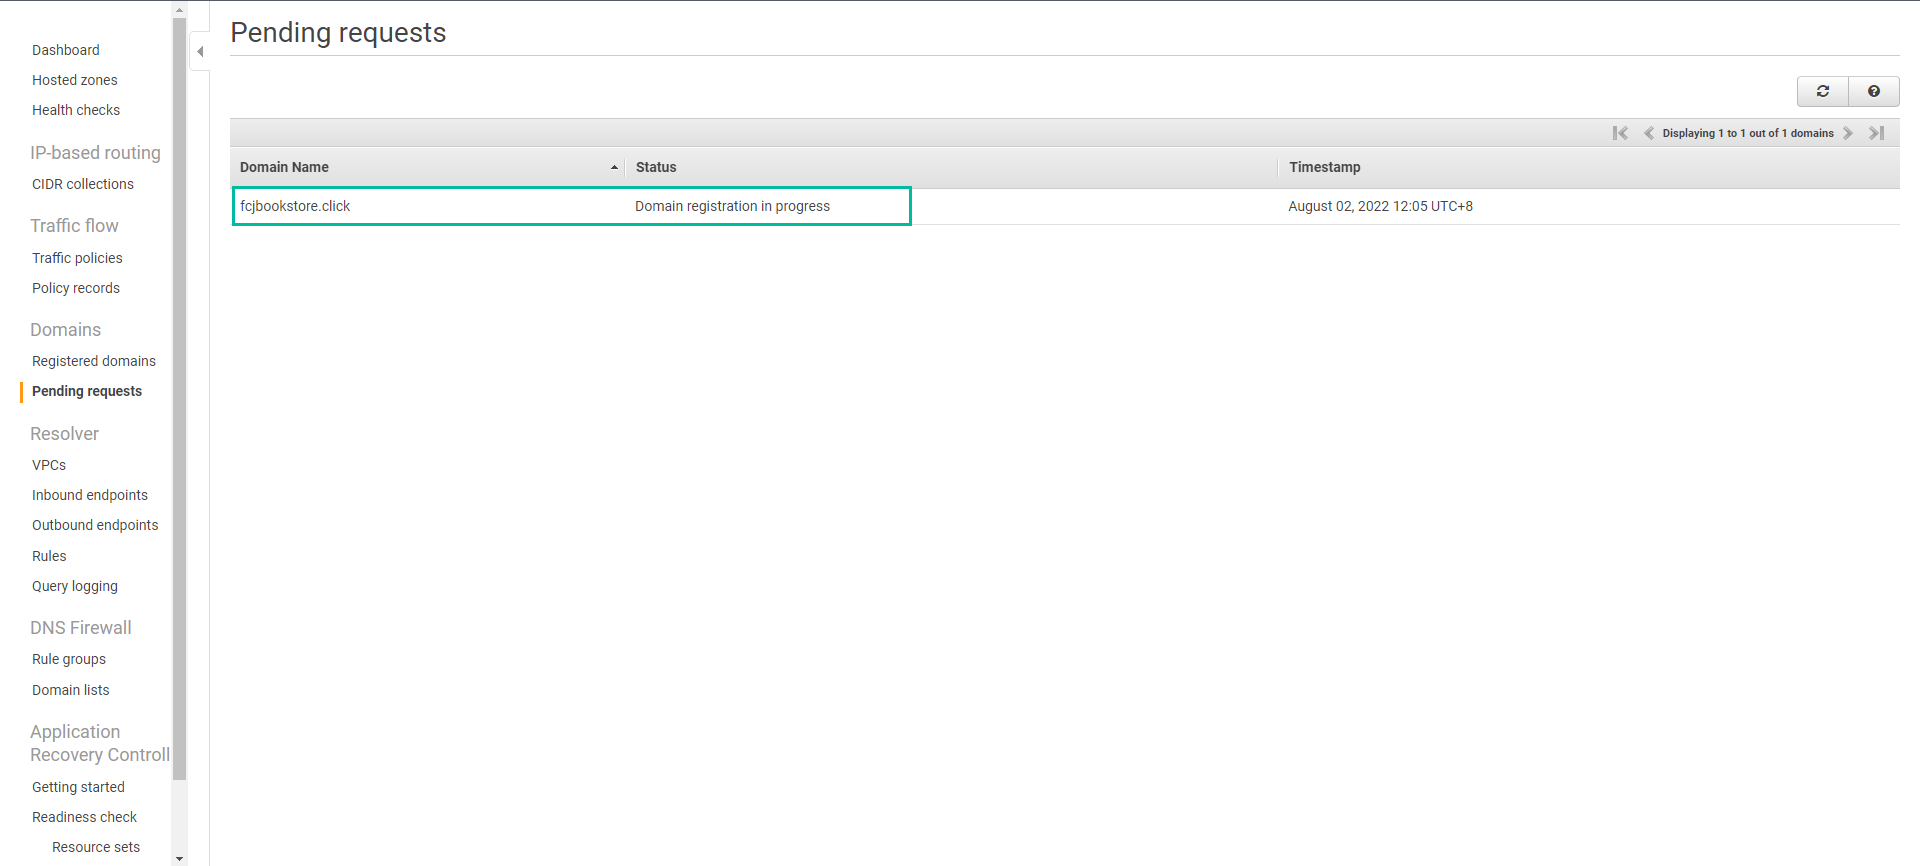 Dashboard
Hosted zones
Health checks
IP-based routing
CIDR collections
Traffic flow
Traffic policies
Policy records
Domains
Registered domains
Pending requests
Resolver
VPCs
Inbound endpoints
Outbound endpoints
Rules
Query logging
DNS Firewall
Rule groups
Domain lists
Application
Recovery Controll
Getting started
Readiness check
Resource sets
Pending requests
Displaying 1 to 1 out of 1 domains
Domain Name Status Timestamp
fcjbookstore.click Domain registration in progress August 02, 2022 12:05 UTC+8